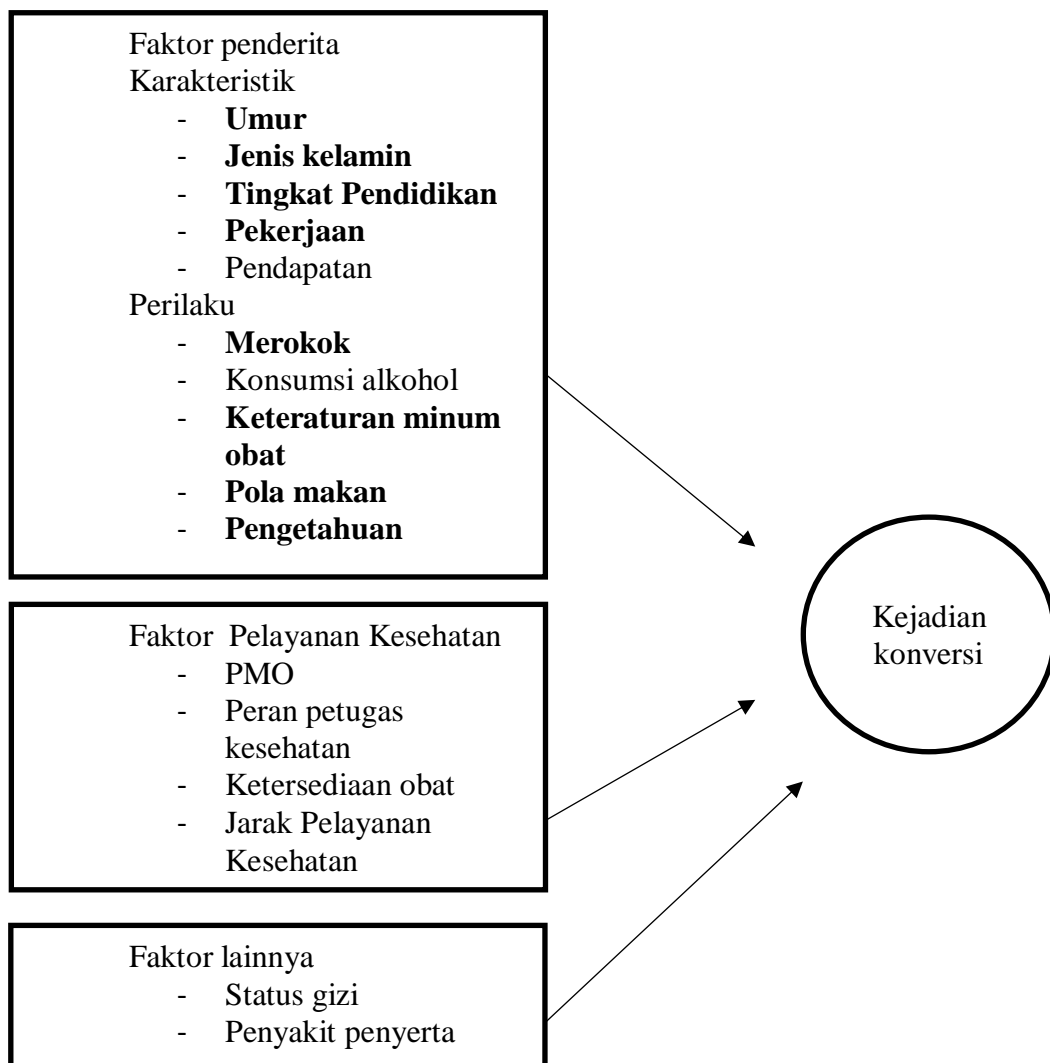 Faktor penderita
Karakteristik
- Umur
- Jenis kelamin
- Tingkat Pendidikan
- Pekerjaan
- Pendapatan
Perilaku
- Merokok
- Konsumsi alkohol
- Keteraturan minum
obat
- Pola makan
- Pengetahuan
Faktor Pelayanan Kesehatan
- PMO
- Peran petugas
kesehatan
- Ketersediaan obat
- Jarak Pelayanan
Kesehatan
Faktor lainnya
- Status gizi
- Penyakit penyerta
Kejadian
konversi